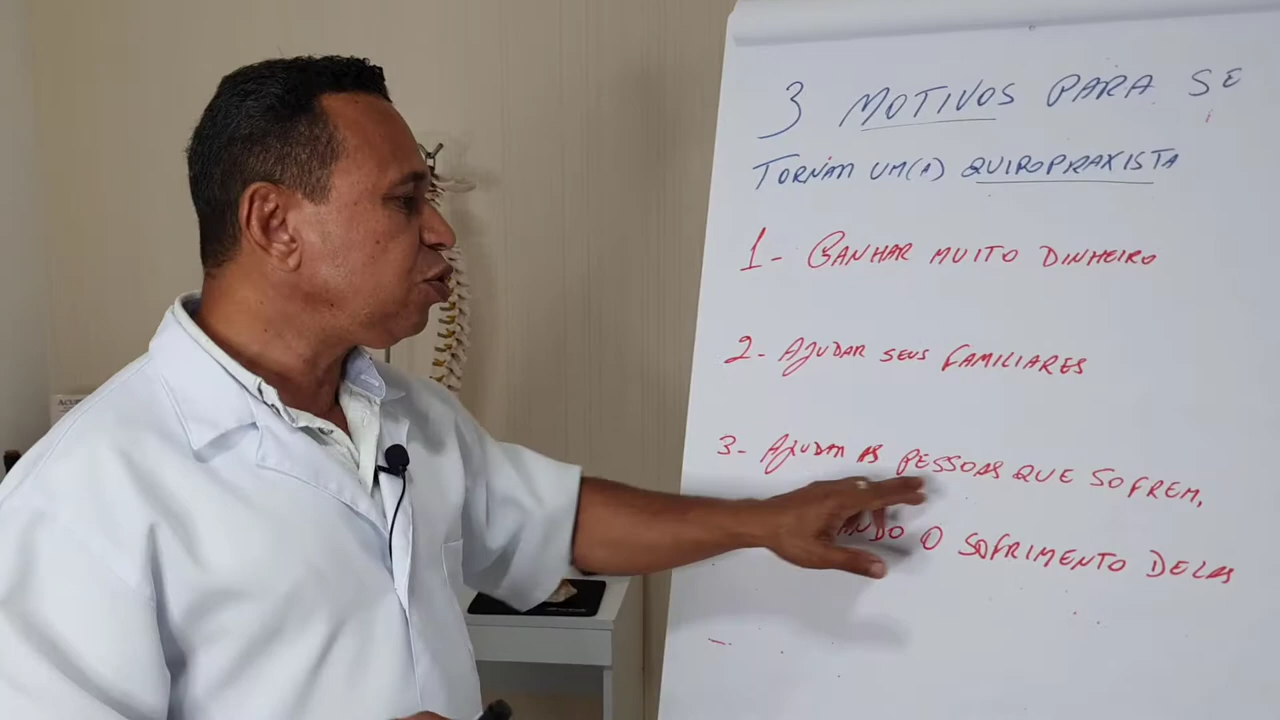 3 MOTIVOS PARA SE
TORNAR UM(A) QUIROPRAXISTA
1- GANHAR MUITO DINHEIRO
2- AJUDAR SEUS FAMILIARES
3- AJUDAR AS PESSOAS QUE SOFREM,
O SOFRIMENTO DELAS